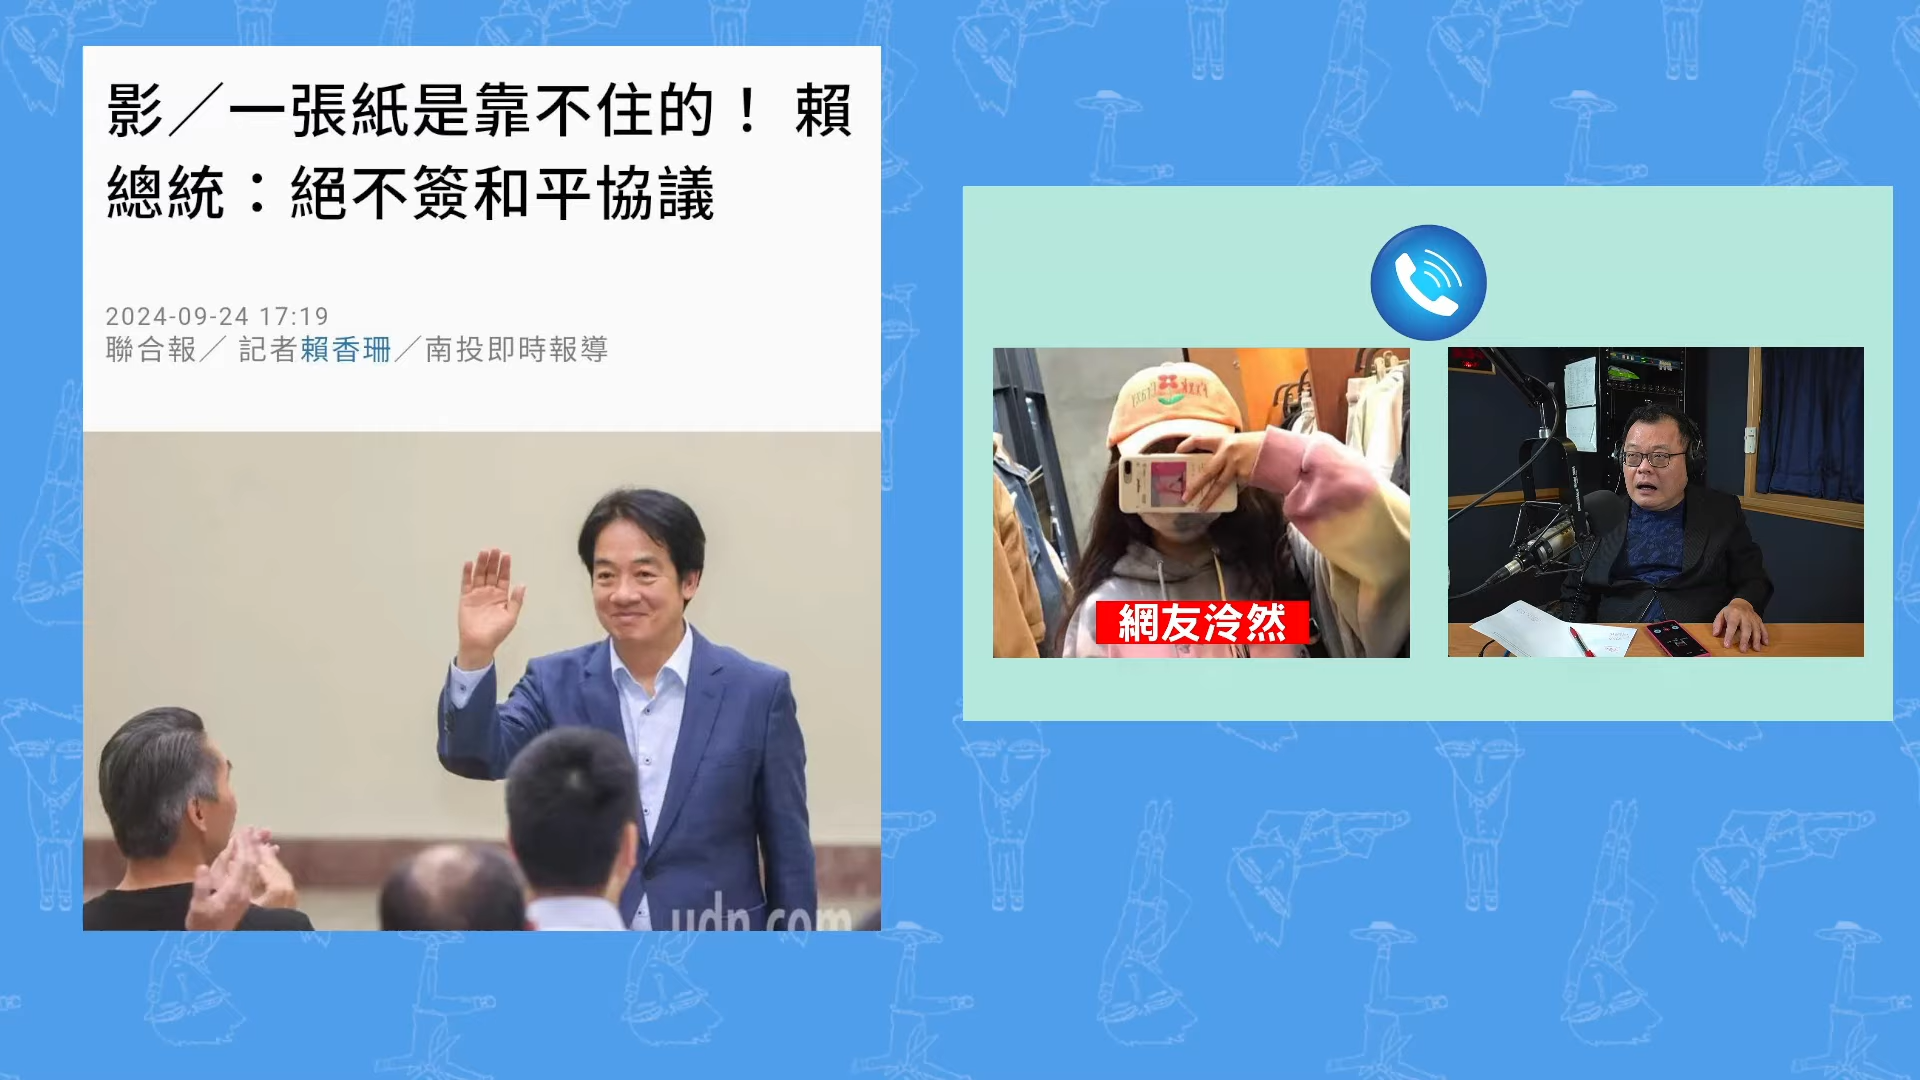 影／一張紙是靠不住的！ 賴
總統：絕不簽和平協議
2024-09-24 17:19
聯合報／ 記者賴香珊／南投即時報導
udn.com
網友泠然